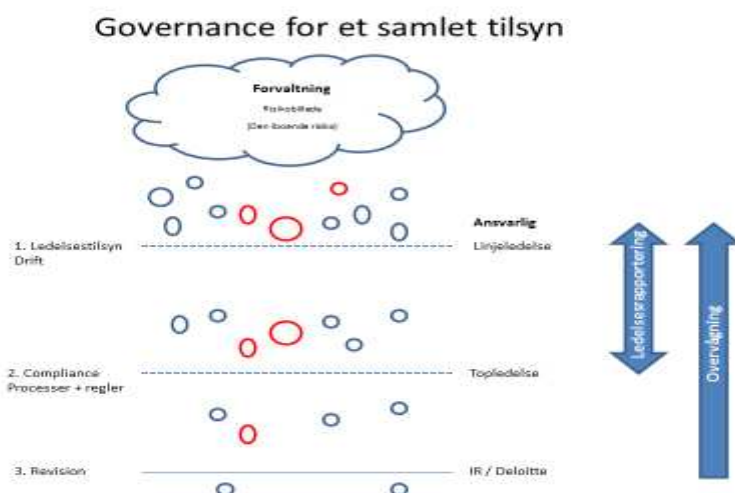 Governance for et samlet tilsyn
Forvaltning
Risikobillede
(Den iboende risiko)
Ansvarlig
1. Ledelsestilsyn
Drift
Linjeledelse
2. Compliance
Processer + regler
Topledelse
3. Revision
IR / Deloitte
Ledelsesrapportering
Overvågning